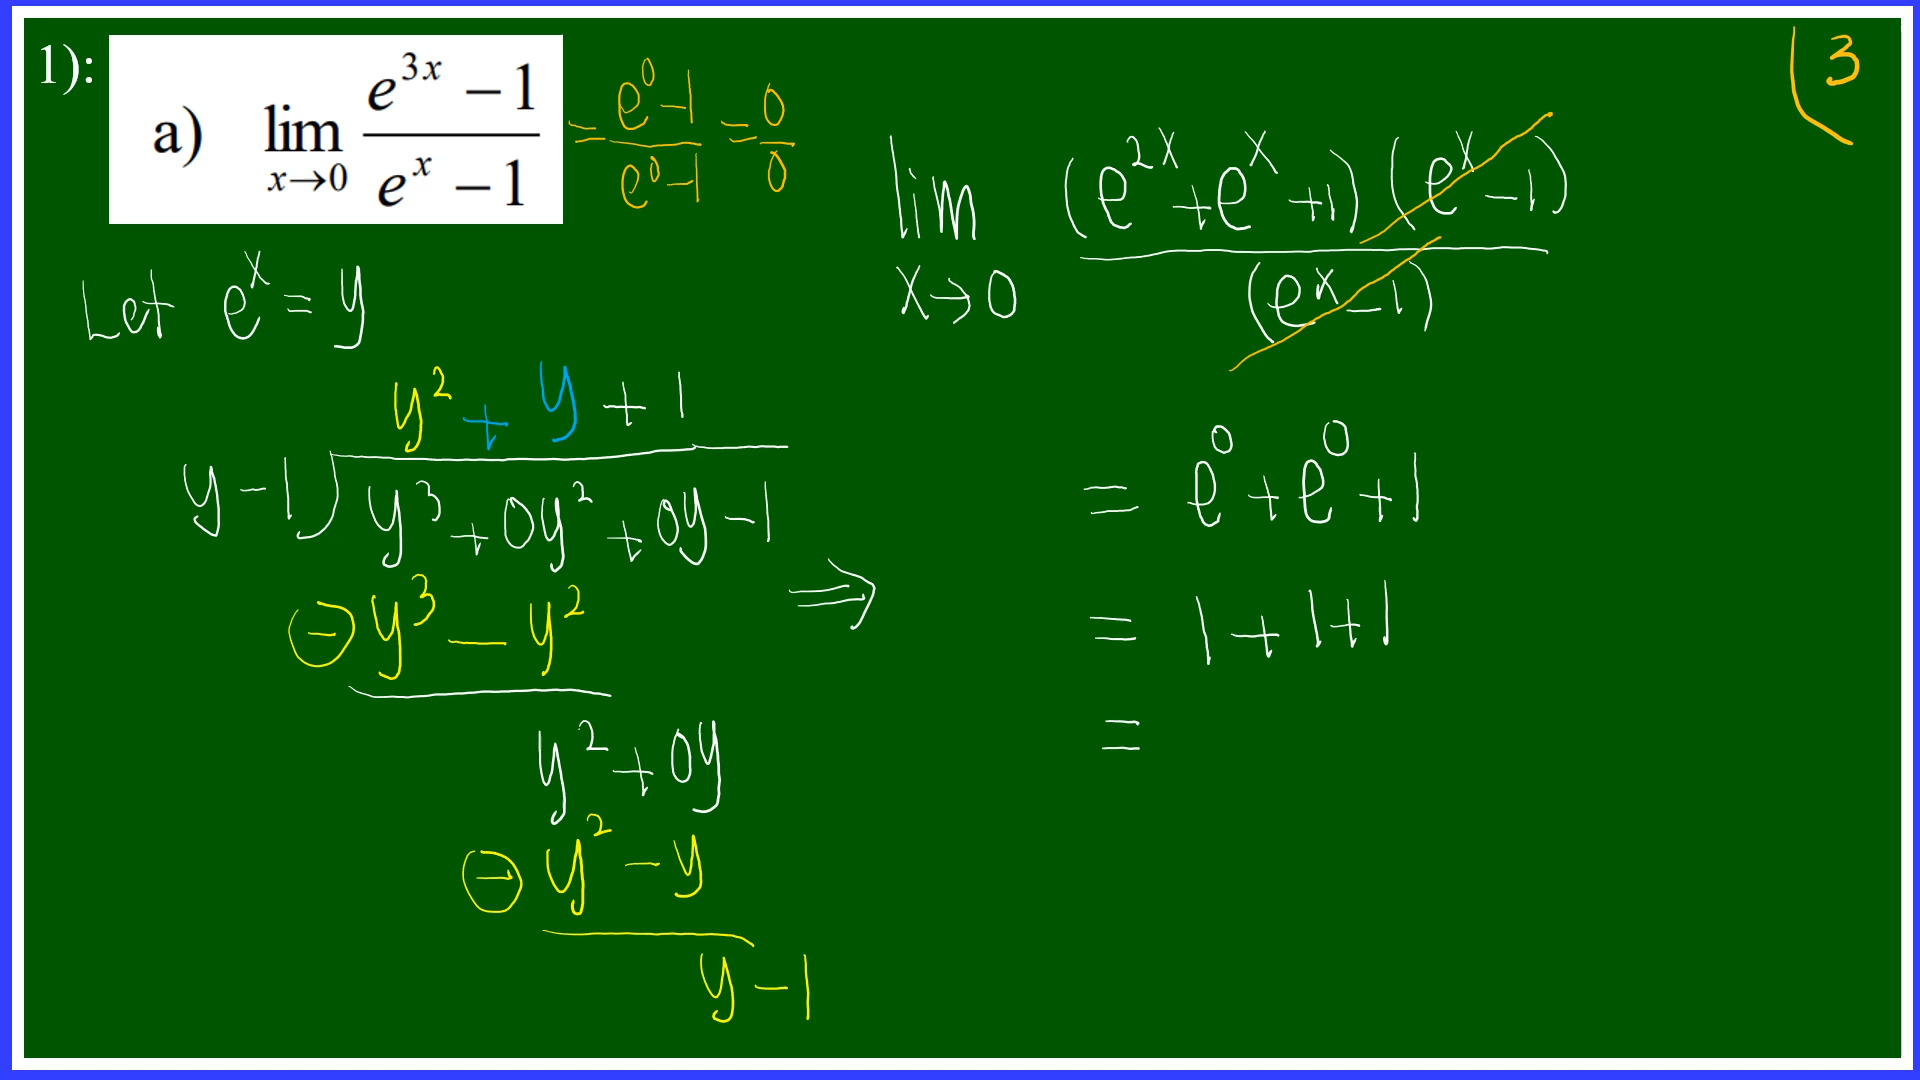 1):
a) lim x→0 (e^{3x} − 1)/(e^x − 1) = (e^0 − 1)/(e^0 − 1) = 0/0
3
Let e^x = y
y^2 + y + 1
y − 1 ) y^3 + 0y^2 + 0y − 1
⊖ y^3 − y^2
y^2 + 0y
⊖ y^2 − y
y − 1
⇒
lim x→0 (e^{2x} + e^x + 1)(e^x − 1)/(e^x − 1)
= e^0 + e^0 + 1
= 1 + 1 + 1
=